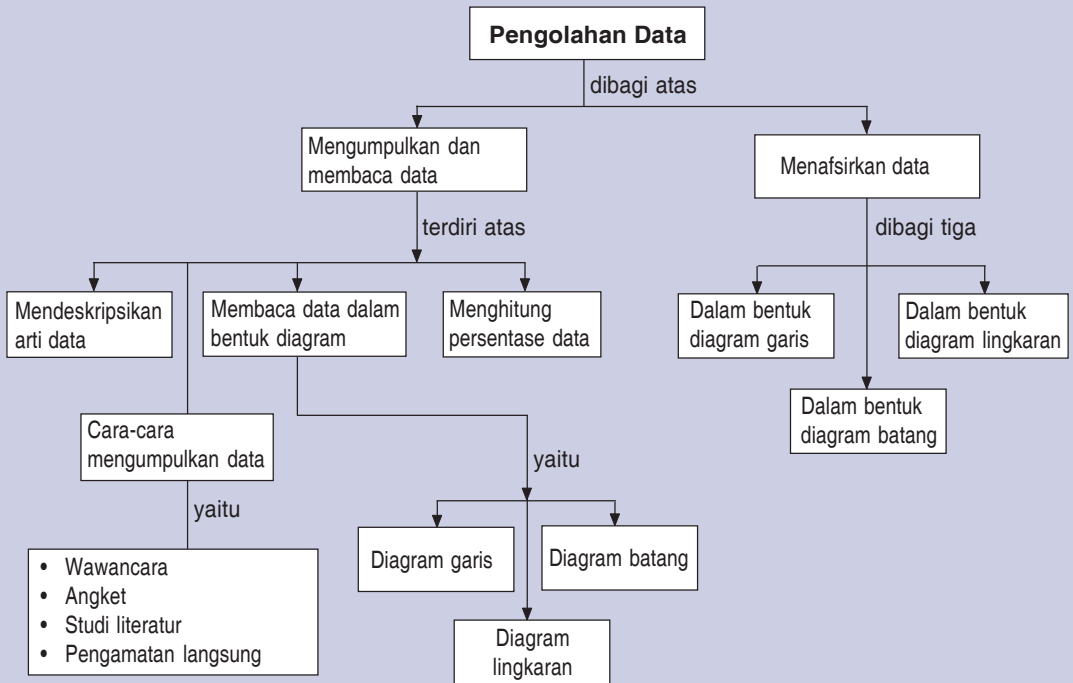 Pengolahan Data
dibagi atas
Mengumpulkan dan
membaca data
Menafsirkan data
terdiri atas
dibagi tiga
Mendeskripsikan
arti data
Membaca data dalam
bentuk diagram
Menghitung
persentase data
Dalam bentuk
diagram garis
Dalam bentuk
diagram lingkaran
Dalam bentuk
diagram batang
Cara-cara
mengumpulkan data
yaitu
yaitu
• Wawancara
• Angket
• Studi literatur
• Pengamatan langsung
Diagram garis
Diagram batang
Diagram
lingkaran